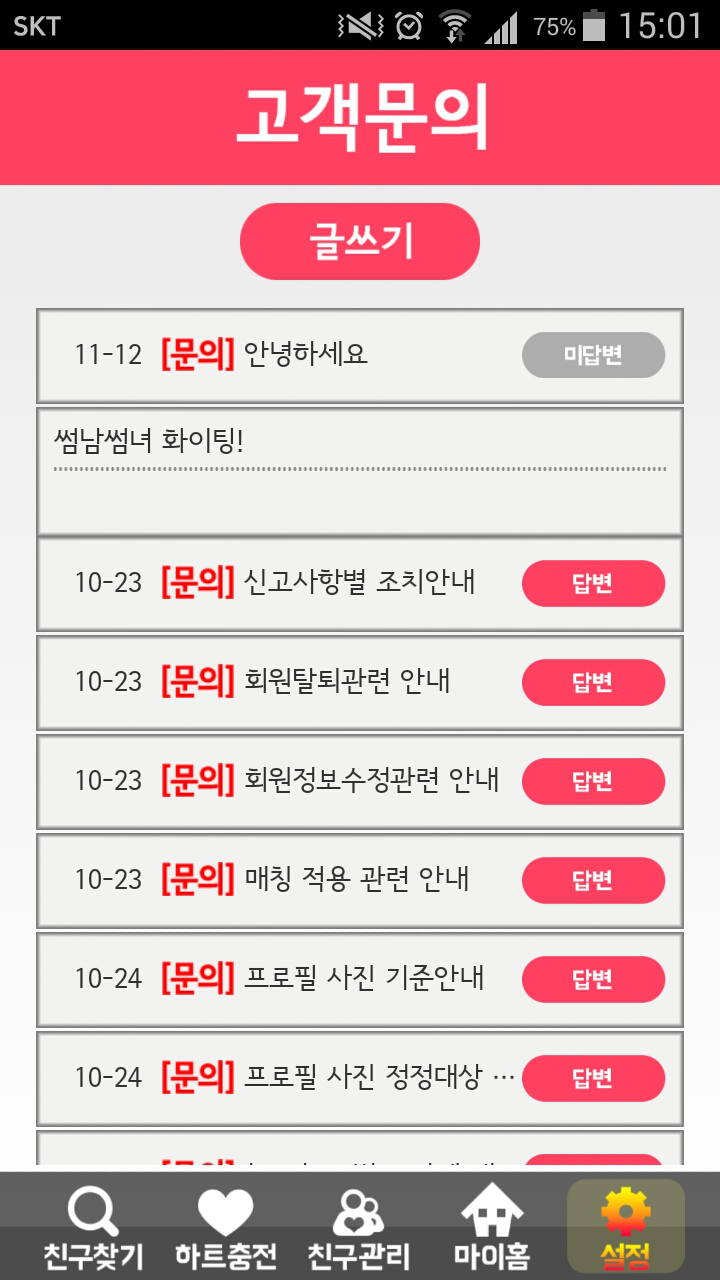 SKT 75% 15:01
고객문의
글쓰기
11-12 [문의] 안녕하세요 미답변
썸남썸녀 화이팅!
10-23 [문의] 신고사항별 조치안내 답변
10-23 [문의] 회원탈퇴관련 안내 답변
10-23 [문의] 회원정보수정관련 안내 답변
10-23 [문의] 매칭 적용 관련 안내 답변
10-24 [문의] 프로필 사진 기준안내 답변
10-24 [문의] 프로필 사진 정정대상 ... 답변
친구찾기 하트충전 친구관리 마이홈 설정